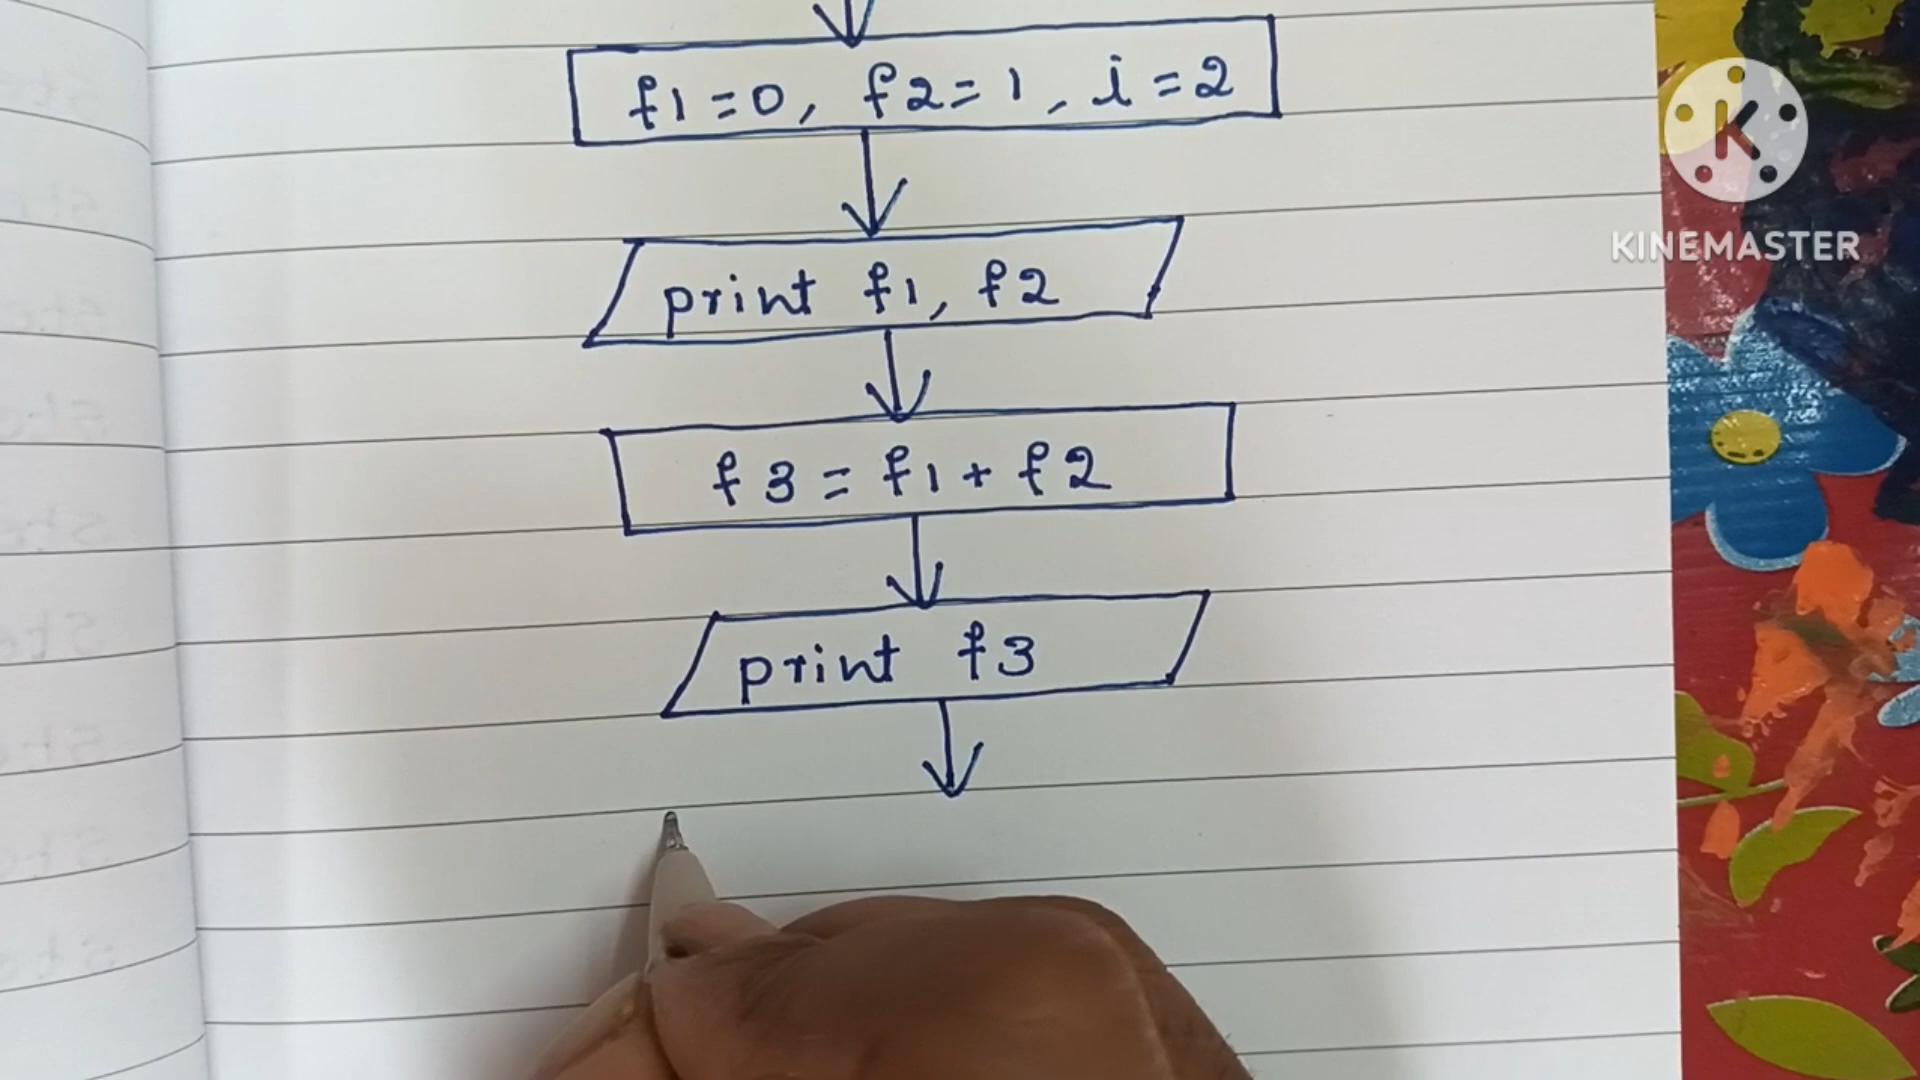 f1=0, f2=1, i=2
KINEMASTER
print f1, f2
f3=f1+f2
print f3